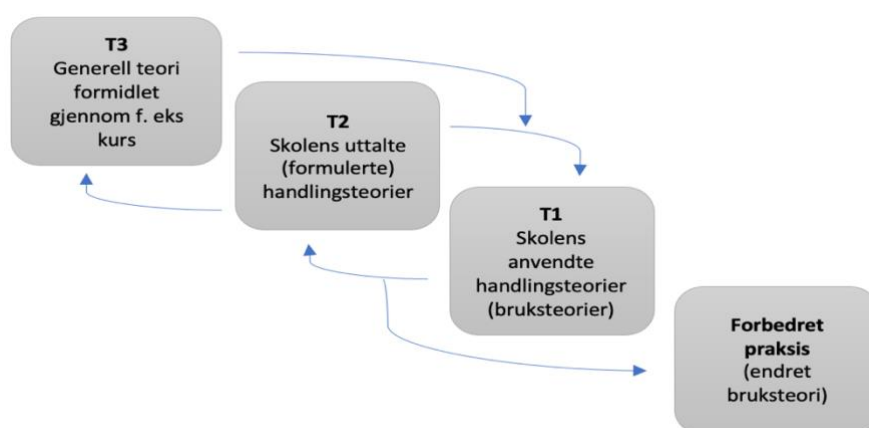 T3
Generell teori
formidlet
gjennom f. eks
kurs
T2
Skolens uttalte
(formulerte)
handlingsteorier
T1
Skolens
anvendte
handlingsteorier
(bruksteorier)
Forbedret
praksis
(endret
bruksteori)